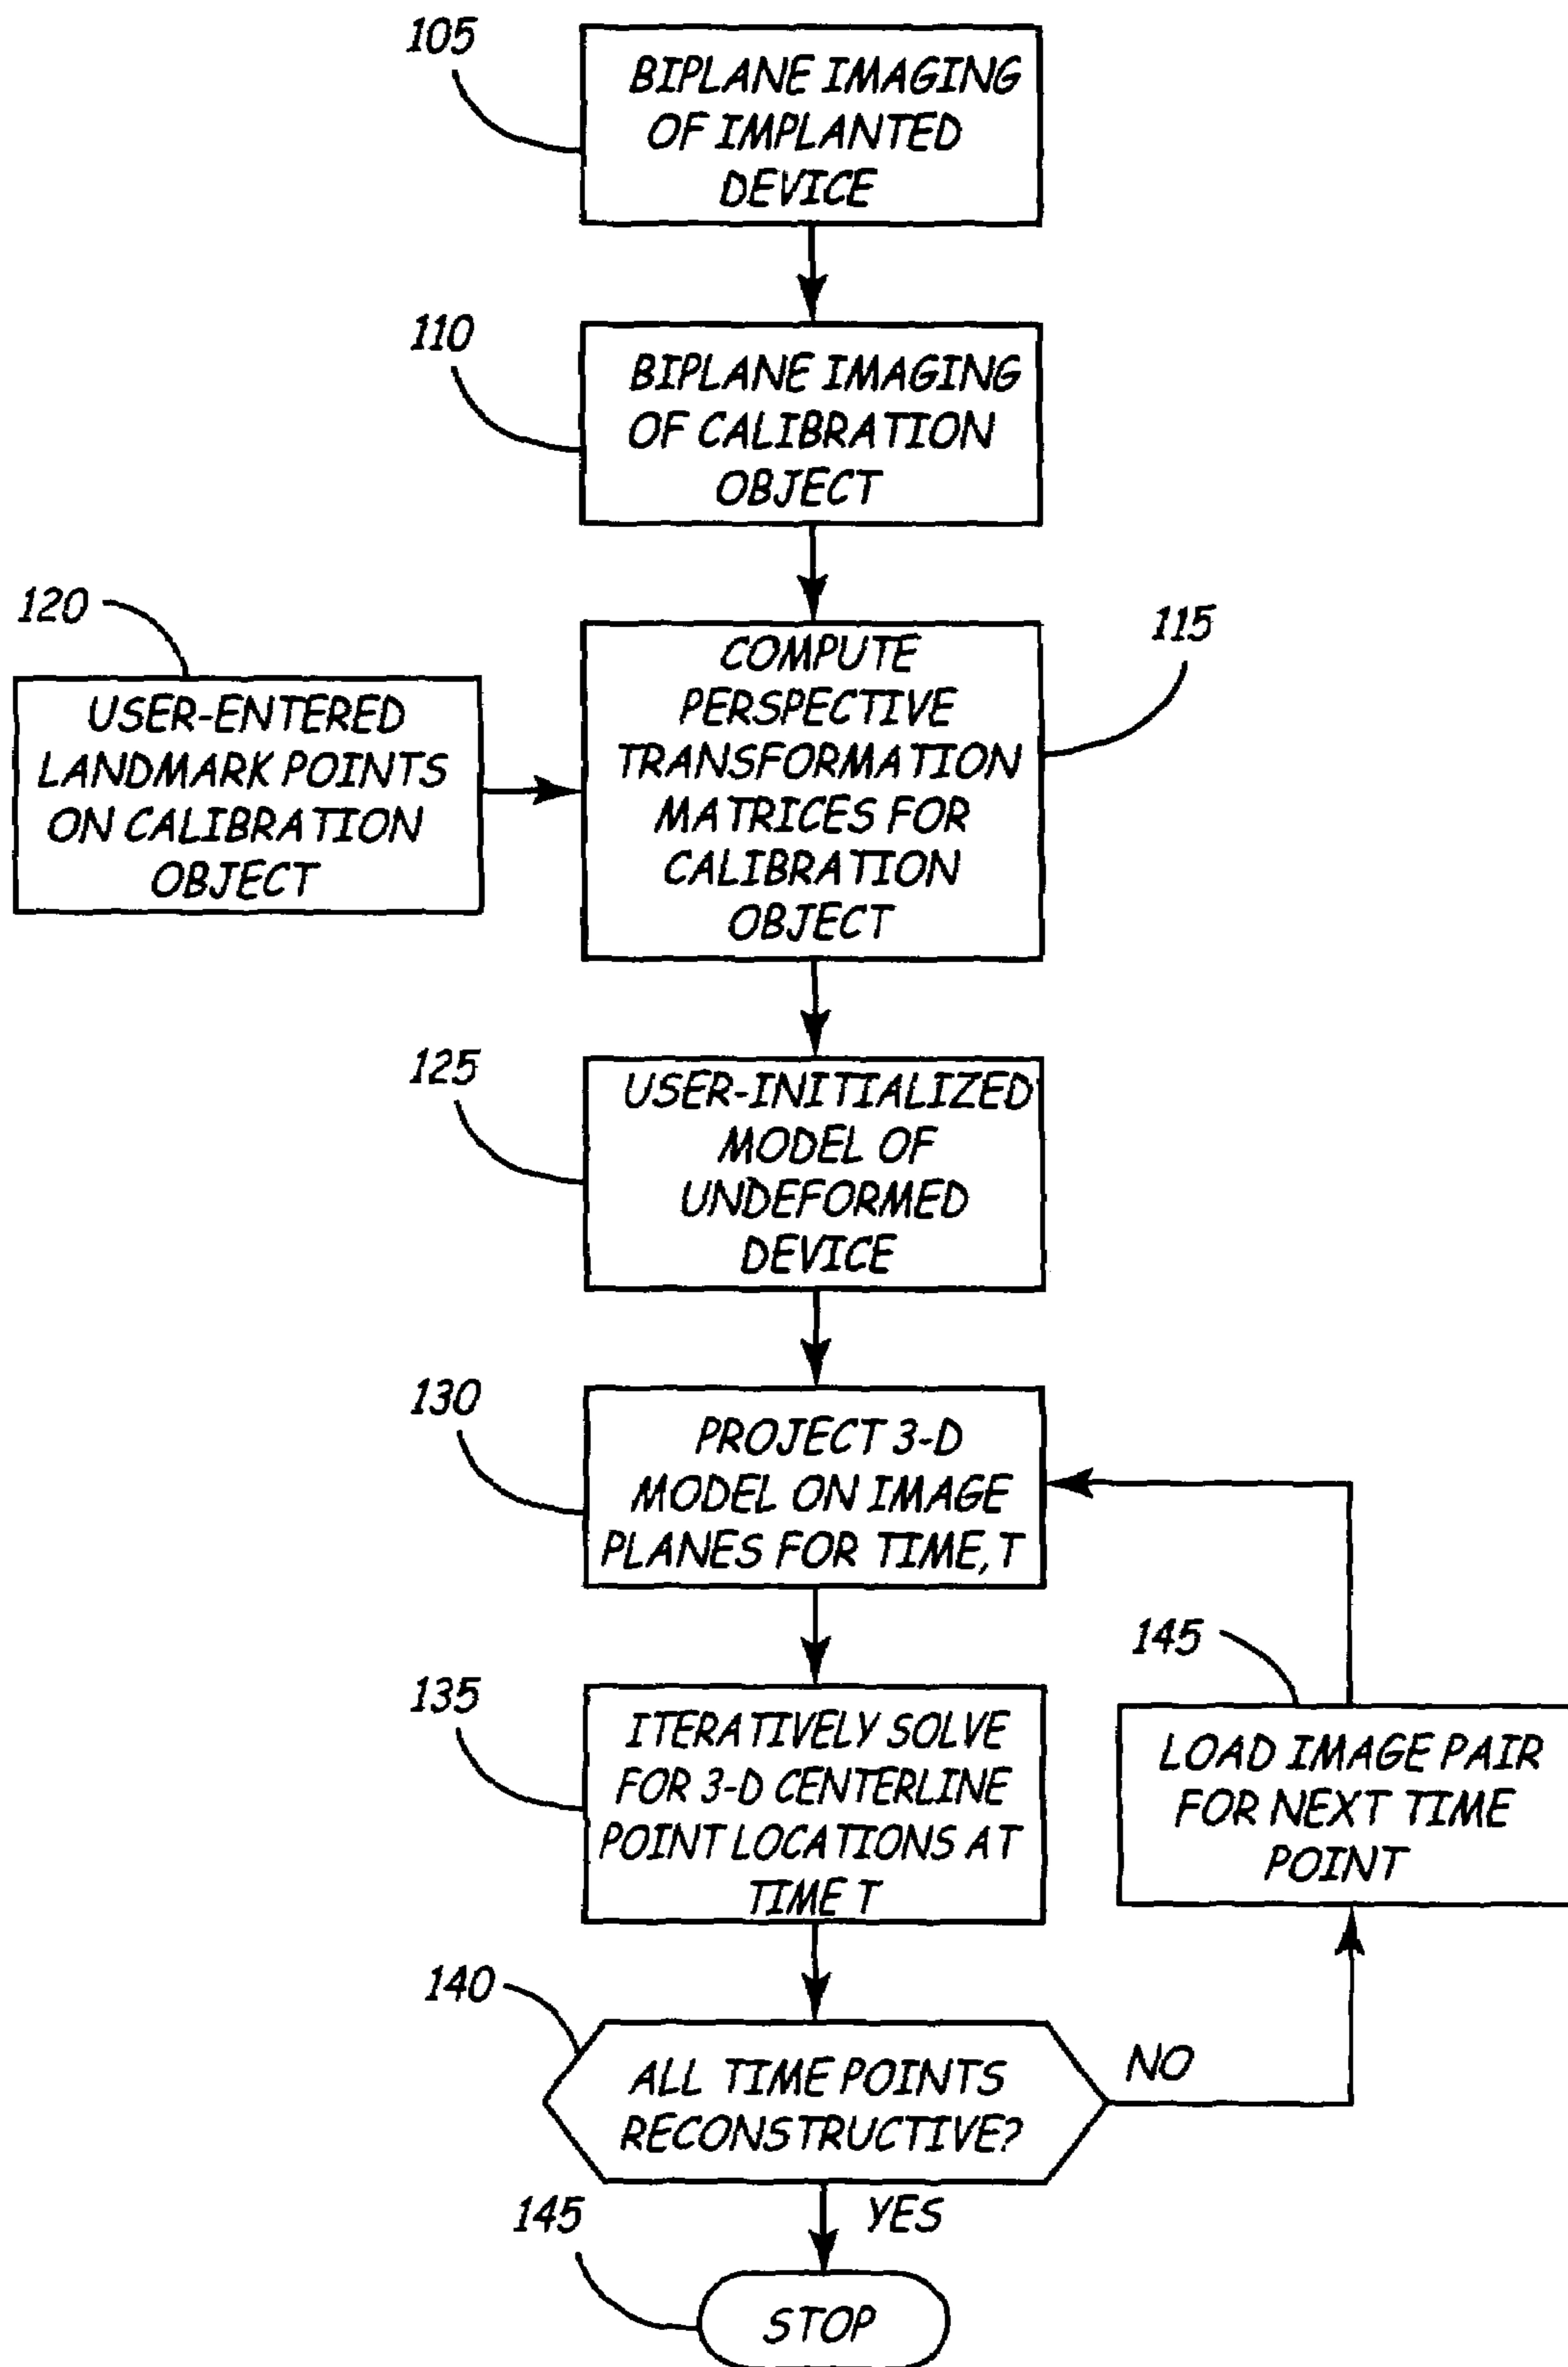 105
BIPLANE IMAGING
OF IMPLANTED
DEVICE
110
BIPLANE IMAGING
OF CALIBRATION
OBJECT
120
USER-ENTERED
LANDMARK POINTS
ON CALIBRATION
OBJECT
115
COMPUTE
PERSPECTIVE
TRANSFORMATION
MATRICES FOR
CALIBRATION
OBJECT
125
USER-INITIALIZED
MODEL OF
UNDEFORMED
DEVICE
130
PROJECT 3-D
MODEL ON IMAGE
PLANES FOR TIME, T
135
ITERATIVELY SOLVE
FOR 3-D CENTERLINE
POINT LOCATIONS AT
TIME T
145
LOAD IMAGE PAIR
FOR NEXT TIME
POINT
140
ALL TIME POINTS
RECONSTRUCTIVE?
NO
YES
145
STOP